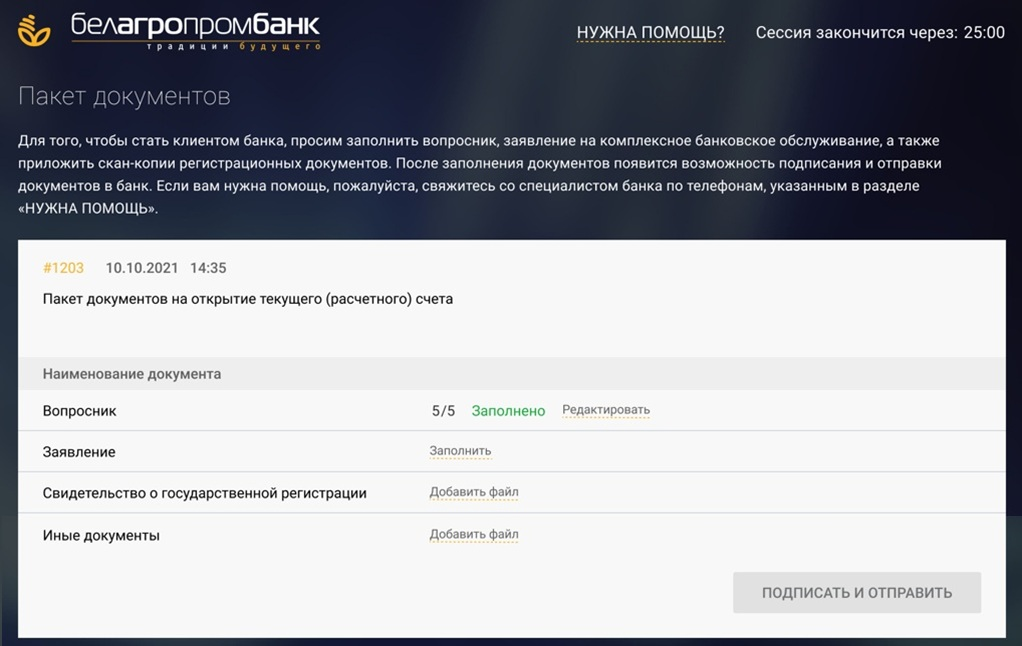 белагропромбанк
традиции будущего
НУЖНА ПОМОЩЬ?
Сессия закончится через: 25:00
Пакет документов
Для того, чтобы стать клиентом банка, просим заполнить вопросник, заявление на комплексное банковское обслуживание, а также
приложить скан-копии регистрационных документов. После заполнения документов появится возможность подписания и отправки
документов в банк. Если вам нужна помощь, пожалуйста, свяжитесь со специалистом банка по телефонам, указанным в разделе
«НУЖНА ПОМОЩЬ».
#1203 10.10.2021 14:35
Пакет документов на открытие текущего (расчетного) счета
Наименование документа
Вопросник 5/5 Заполнено Редактировать
Заявление Заполнить
Свидетельство о государственной регистрации Добавить файл
Иные документы Добавить файл
ПОДПИСАТЬ И ОТПРАВИТЬ